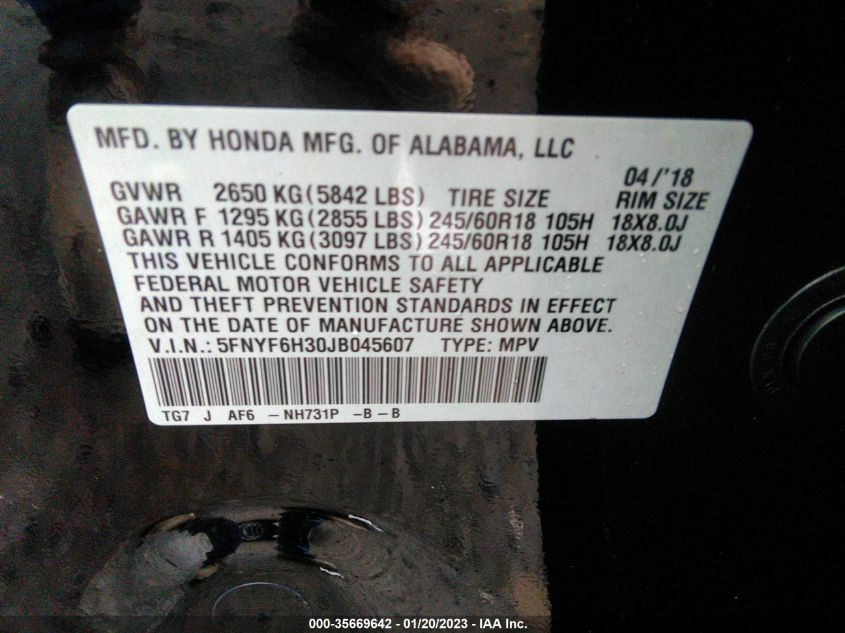 MFD. BY HONDA MFG. OF ALABAMA, LLC
04/'18
GVWR 2650 KG(5842 LBS) TIRE SIZE RIM SIZE
GAWR F 1295 KG(2855 LBS)245/60R18 105H 18X8.0J
GAWR R 1405 KG(3097 LBS)245/60R18 105H 18X8.0J
THIS VEHICLE CONFORMS TO ALL APPLICABLE
FEDERAL MOTOR VEHICLE SAFETY
AND THEFT PREVENTION STANDARDS IN EFFECT
ON THE DATE OF MANUFACTURE SHOWN ABOVE.
V.I.N.: 5FNYF6H30JB045607 TYPE: MPV
TG7 J AF6 -NH731P -B-B
000-35669642 - 01/20/2023 - IAA Inc.